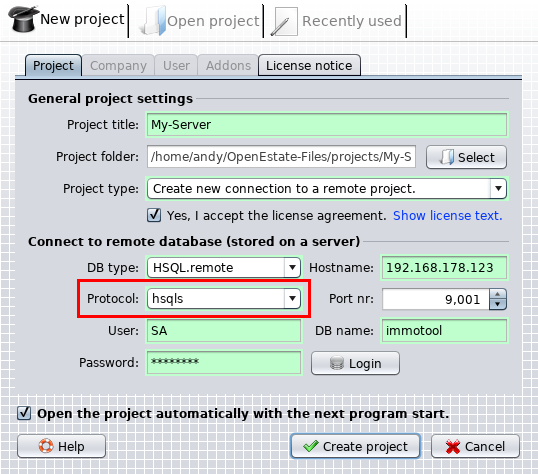 New project
Open project
Recently used
Project
Company
User
Addons
License notice
General project settings
Project title: My-Server
Project folder: /home/andy/OpenEstate-Files/projects/My-S Select
Project type: Create new connection to a remote project.
Yes, I accept the license agreement. Show license text.
Connect to remote database (stored on a server)
DB type: HSQL.remote Hostname: 192.168.178.123
Protocol: hsqls Port nr: 9,001
User: SA DB name: immotool
Password: ******** Login
Open the project automatically with the next program start.
Help Create project Cancel